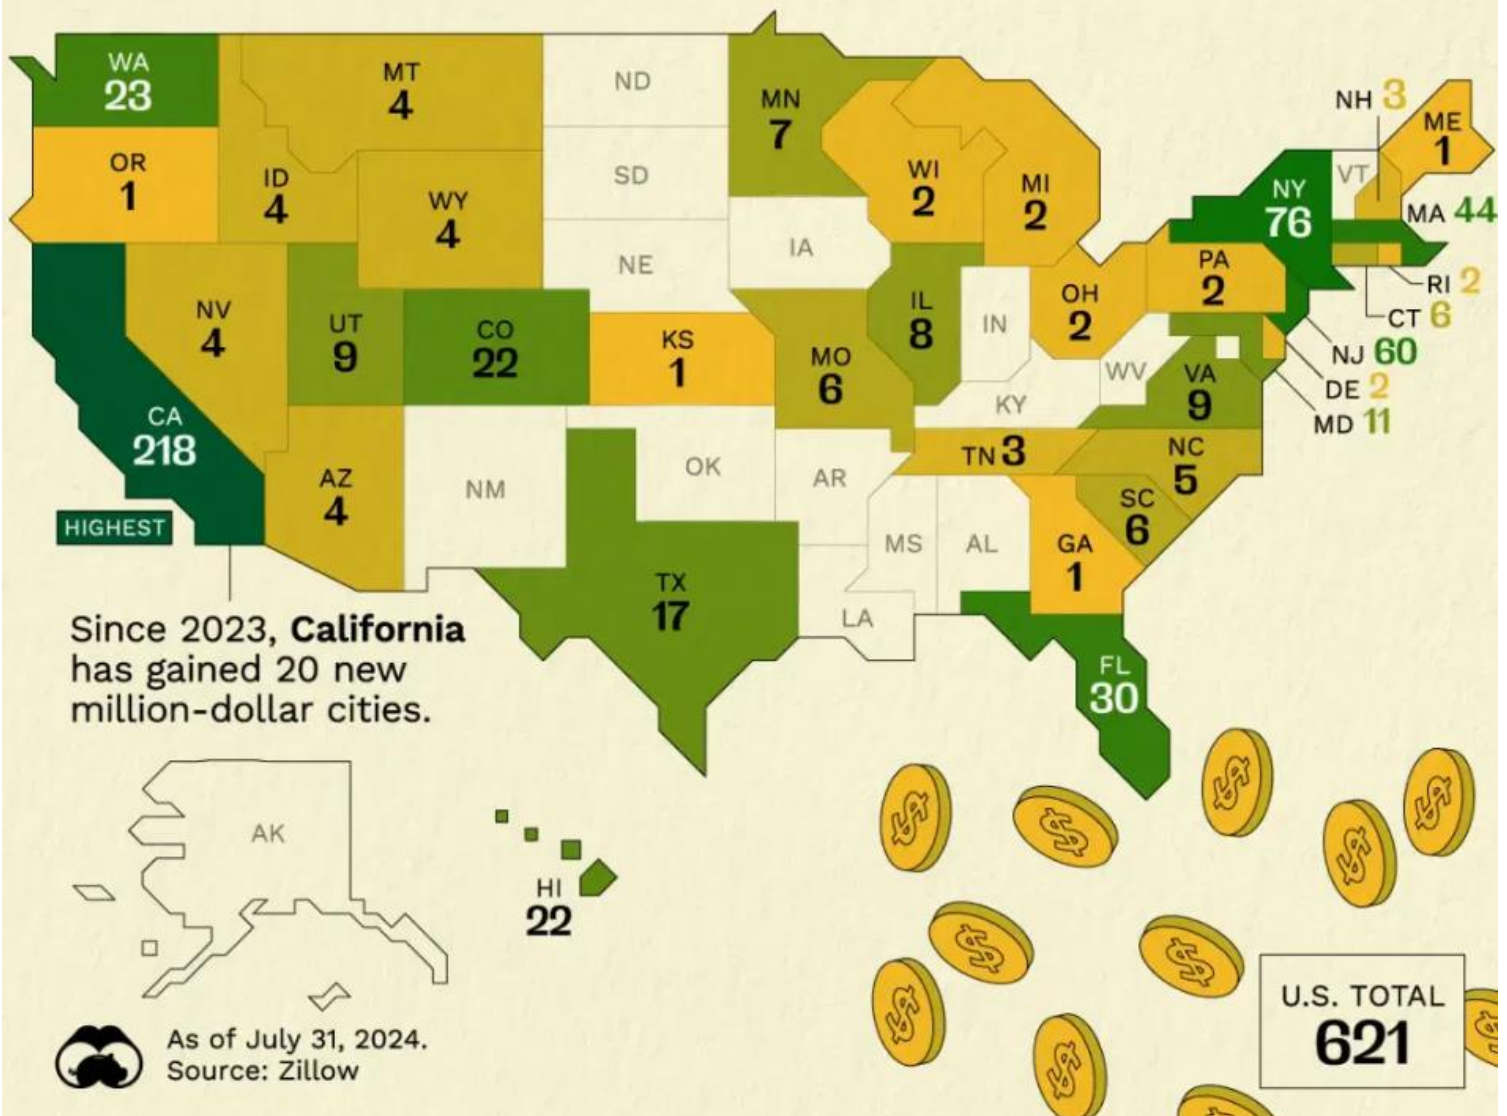 WA
23
MT
4
ND
MN
7
NH 3
ME
1
OR
1
ID
4
WY
4
SD
WI
2
MI
2
NY
76
VT
MA 44
NE
IA
PA
2
RI 2
CT 6
NV
4
UT
9
CO
22
KS
1
MO
6
IL
8
IN
OH
2
NJ 60
WV
VA
9
DE 2
MD 11
KY
CA
218
HIGHEST
AZ
4
NM
OK
AR
TN 3
NC
5
SC
6
TX
17
MS
AL
GA
1
LA
FL
30
Since 2023, California
has gained 20 new
million-dollar cities.
AK
HI
22
As of July 31, 2024.
Source: Zillow
U.S. TOTAL
621